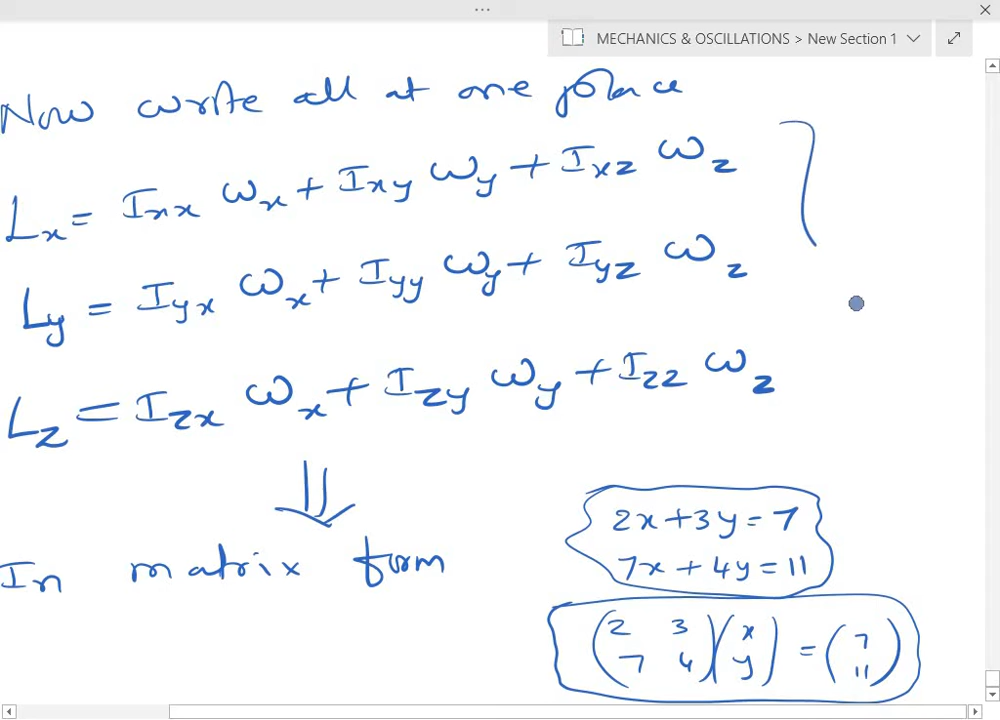 MECHANICS & OSCILLATIONS > New Section 1
Now write all at one place
Lx = Ixx ωx + Ixy ωy + Ixz ωz
Ly = Iyx ωx + Iyy ωy + Iyz ωz
Lz = Izx ωx + Izy ωy + Izz ωz
⇓
In matrix form
2x + 3y = 7
7x + 4y = 11
(2 3) (x) = (7)
(7 4) (y) (11)